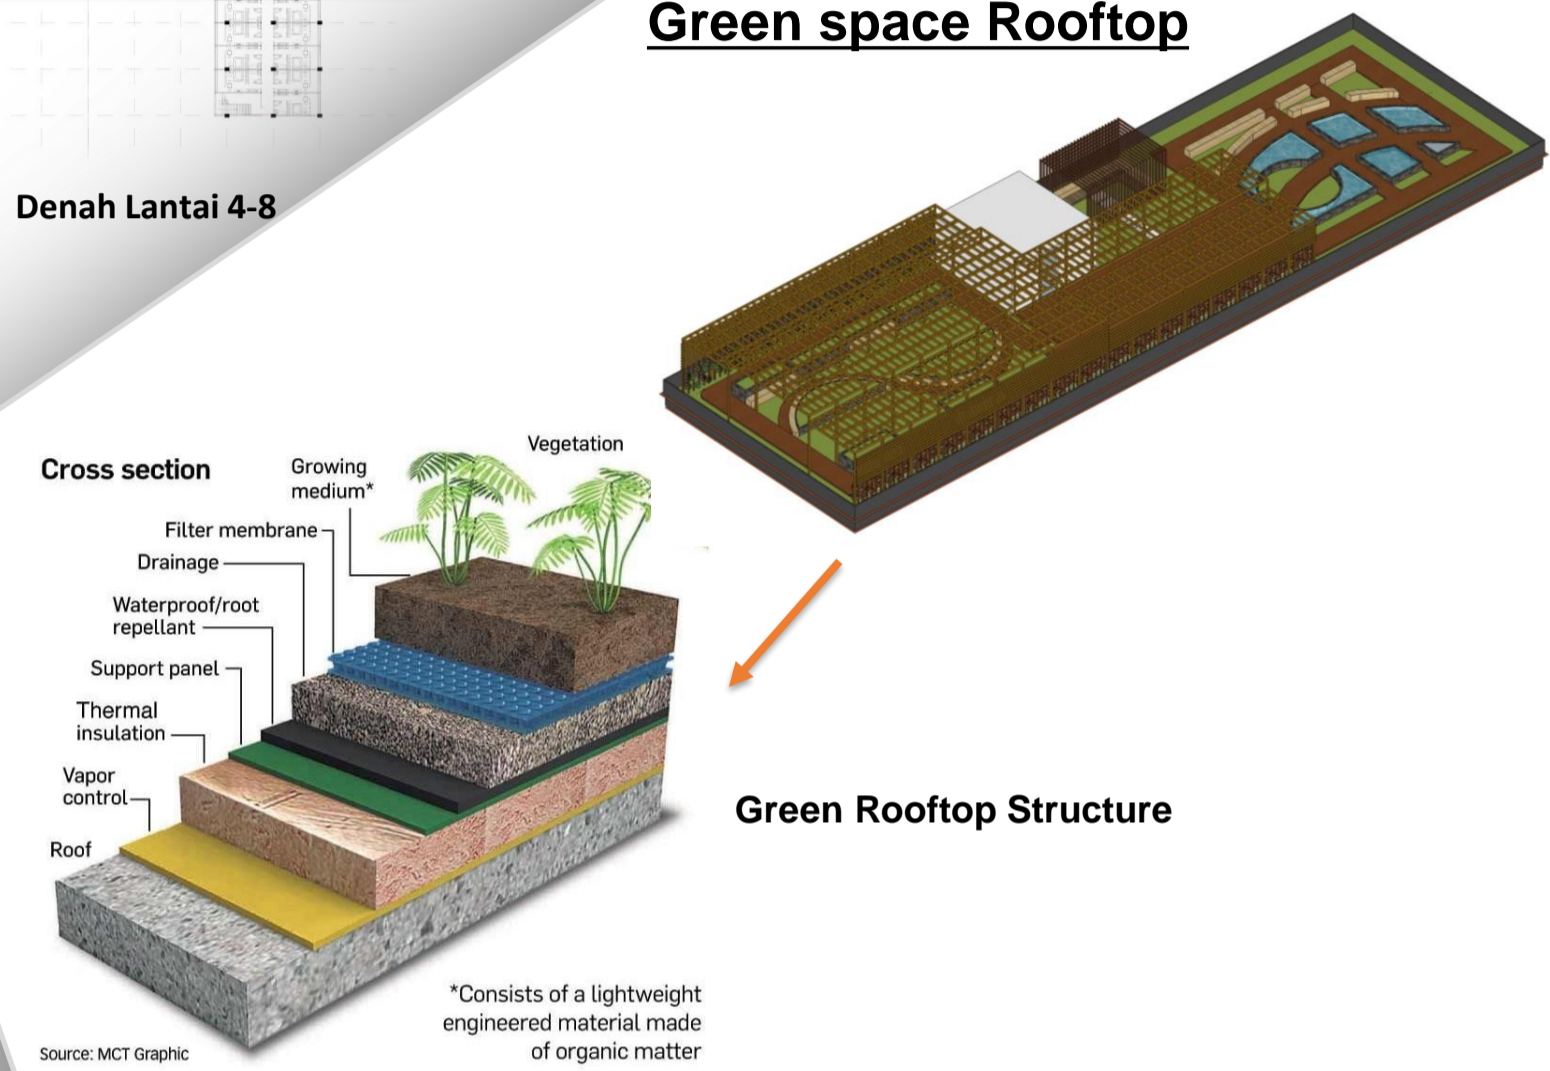 Green space Rooftop
Denah Lantai 4-8
Cross section
Vegetation
Growing
medium*
Filter membrane
Drainage
Waterproof/root
repellant
Support panel
Thermal
insulation
Vapor
control
Roof
*Consists of a lightweight
engineered material made
of organic matter
Source: MCT Graphic
Green Rooftop Structure